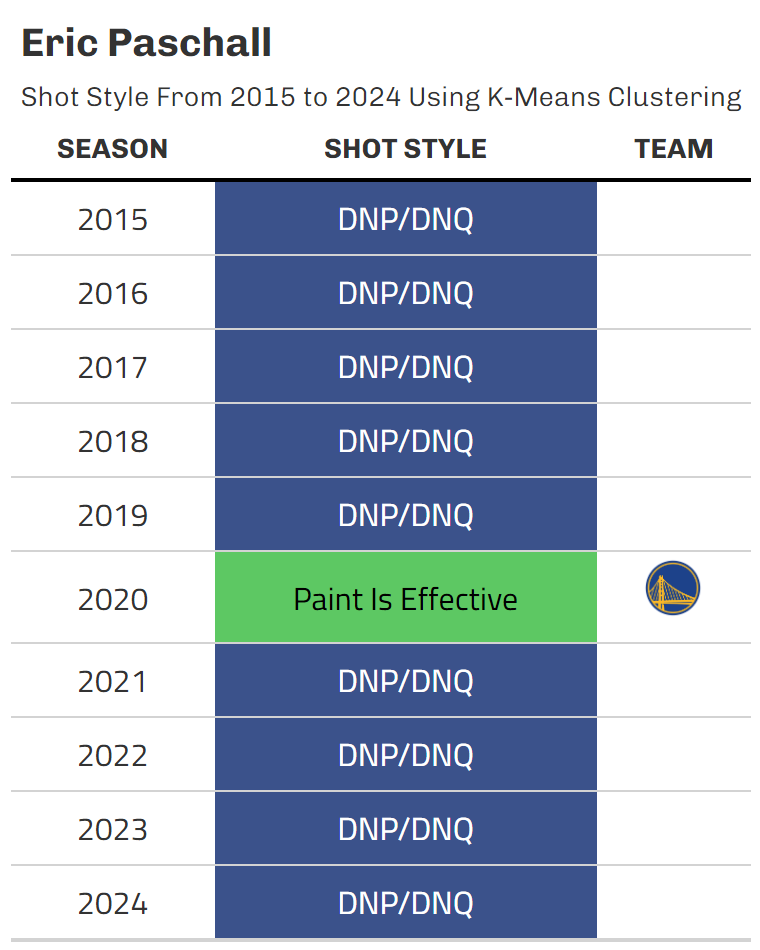 Eric Paschall
Shot Style From 2015 to 2024 Using K-Means Clustering
SEASON SHOT STYLE TEAM
2015 DNP/DNQ
2016 DNP/DNQ
2017 DNP/DNQ
2018 DNP/DNQ
2019 DNP/DNQ
2020 Paint Is Effective
2021 DNP/DNQ
2022 DNP/DNQ
2023 DNP/DNQ
2024 DNP/DNQ